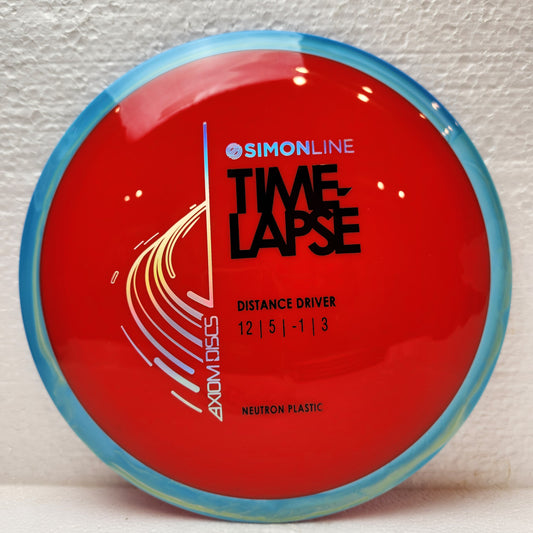 SIMONLINE
TIME-
LAPSE
DISTANCE DRIVER
12 | 5 | -1 | 3
AXIOM DISCS
NEUTRON PLASTIC